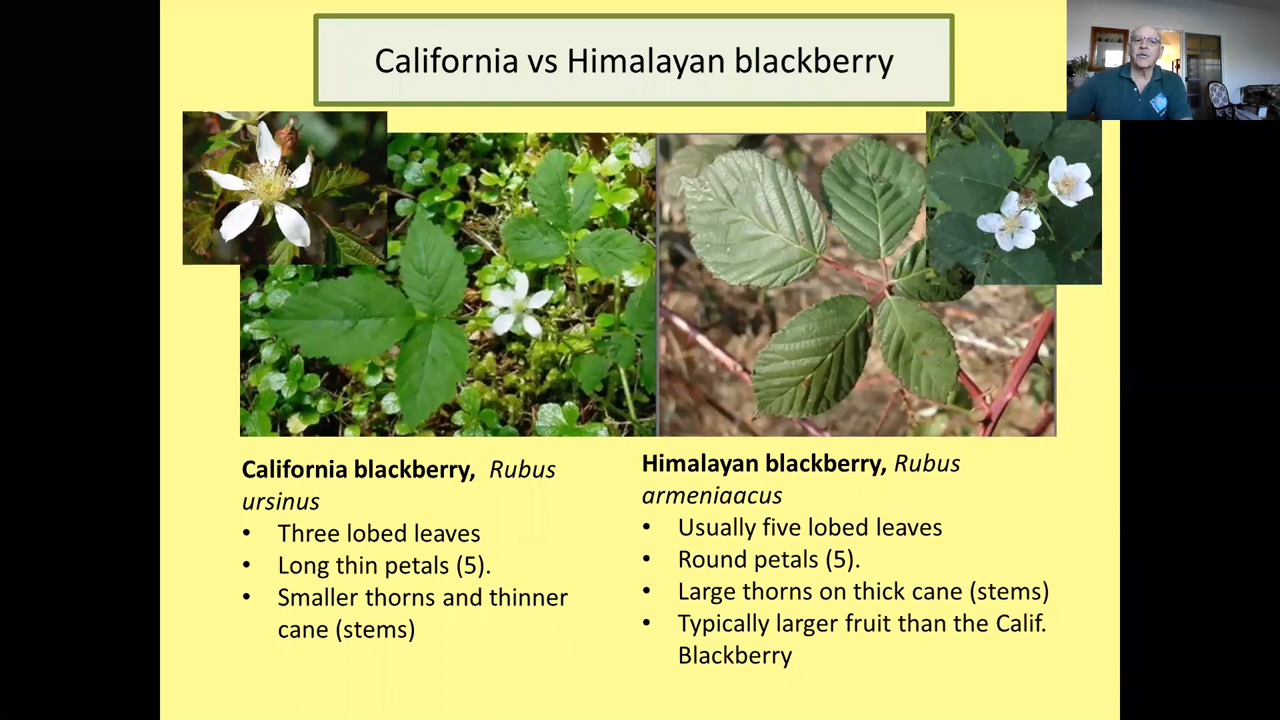 California vs Himalayan blackberry
California blackberry, Rubus
ursinus
• Three lobed leaves
• Long thin petals (5).
• Smaller thorns and thinner
cane (stems)
Himalayan blackberry, Rubus
armeniaacus
• Usually five lobed leaves
• Round petals (5).
• Large thorns on thick cane (stems)
• Typically larger fruit than the Calif.
Blackberry